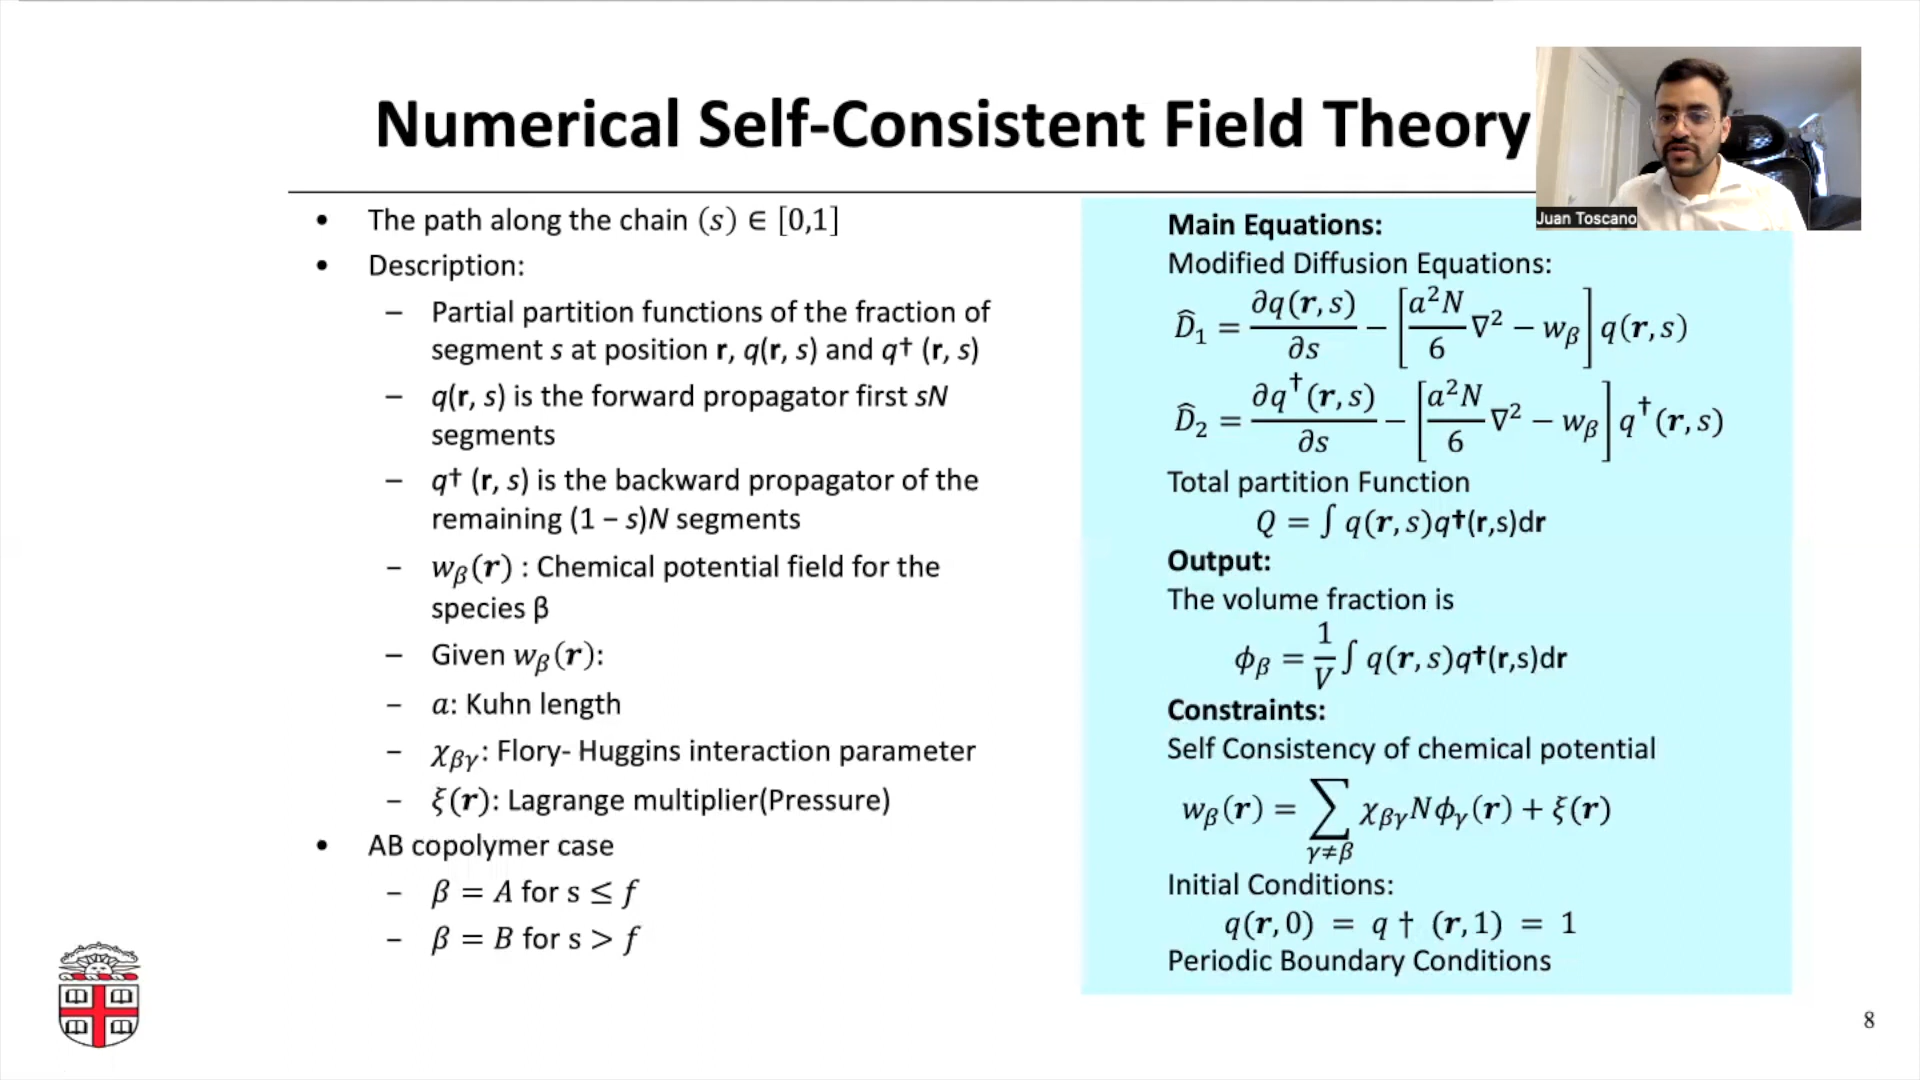 Numerical Self-Consistent Field Theory
Juan Toscano
• The path along the chain (s) ∈ [0,1]
• Description:
– Partial partition functions of the fraction of
segment s at position r, q(r, s) and q† (r, s)
– q(r, s) is the forward propagator first sN
segments
– q† (r, s) is the backward propagator of the
remaining (1 − s)N segments
– w_β(r) : Chemical potential field for the
species β
– Given w_β(r):
– a: Kuhn length
– χ_βγ: Flory- Huggins interaction parameter
– ξ(r): Lagrange multiplier(Pressure)
• AB copolymer case
– β = A for s ≤ f
– β = B for s > f
Main Equations:
Modified Diffusion Equations:
D̂₁ = ∂q(r,s)/∂s − [a²N/6 ∇² − w_β] q(r,s)
D̂₂ = ∂q†(r,s)/∂s − [a²N/6 ∇² − w_β] q†(r,s)
Total partition Function
Q = ∫ q(r,s)q†(r,s)dr
Output:
The volume fraction is
ϕ_β = 1/V ∫ q(r,s)q†(r,s)dr
Constraints:
Self Consistency of chemical potential
w_β(r) = ∑_{γ≠β} χ_βγ Nϕ_γ(r) + ξ(r)
Initial Conditions:
q(r,0) = q † (r,1) = 1
Periodic Boundary Conditions
8